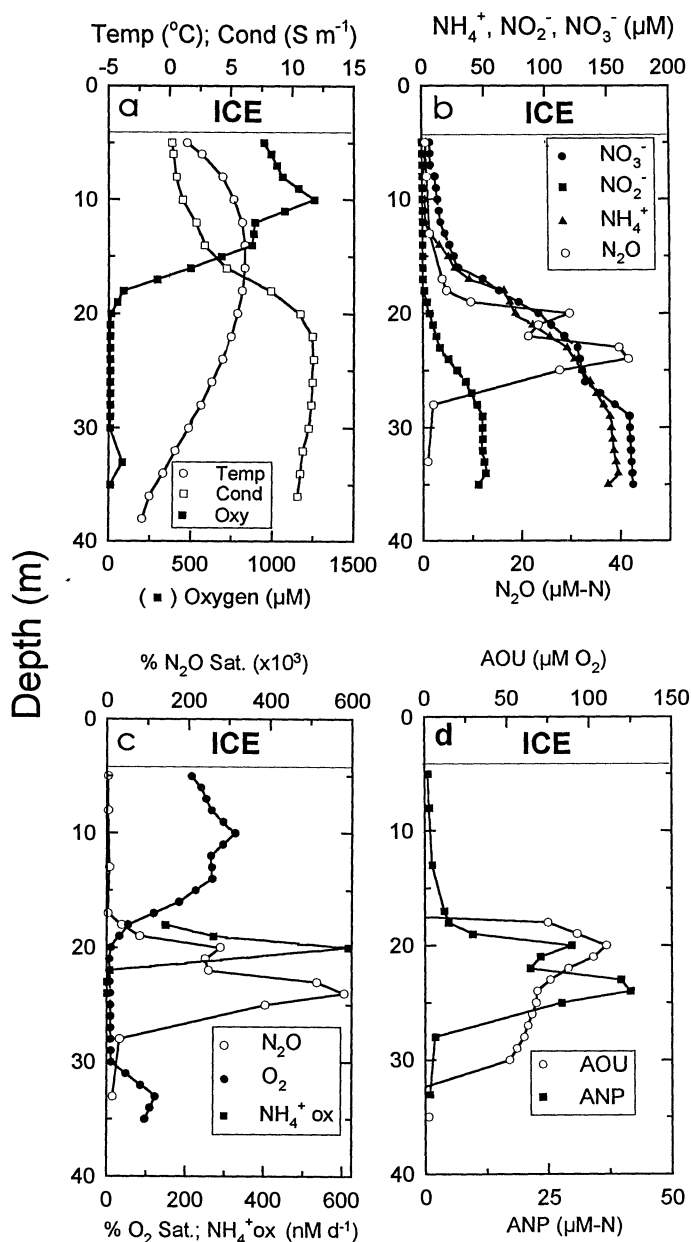 Temp (°C); Cond (S m⁻¹)
-5 0 5 10 15
NH₄⁺, NO₂⁻, NO₃⁻ (µM)
0 50 100 150 200
0
10
20
30
40
a
ICE
Temp
Cond
Oxy
0 500 1000 1500
( ■ ) Oxygen (µM)
0
10
20
30
40
b
ICE
NO₃⁻
NO₂⁻
NH₄⁺
N₂O
0 20 40
N₂O (µM-N)
Depth (m)
% N₂O Sat. (x10³)
0 200 400 600
AOU (µM O₂)
0 50 100 150
0
10
20
30
40
c
ICE
N₂O
O₂
NH₄⁺ ox
0 200 400 600
% O₂ Sat.; NH₄⁺ox (nM d⁻¹)
0
10
20
30
40
d
ICE
AOU
ANP
0 25 50
ANP (µM-N)